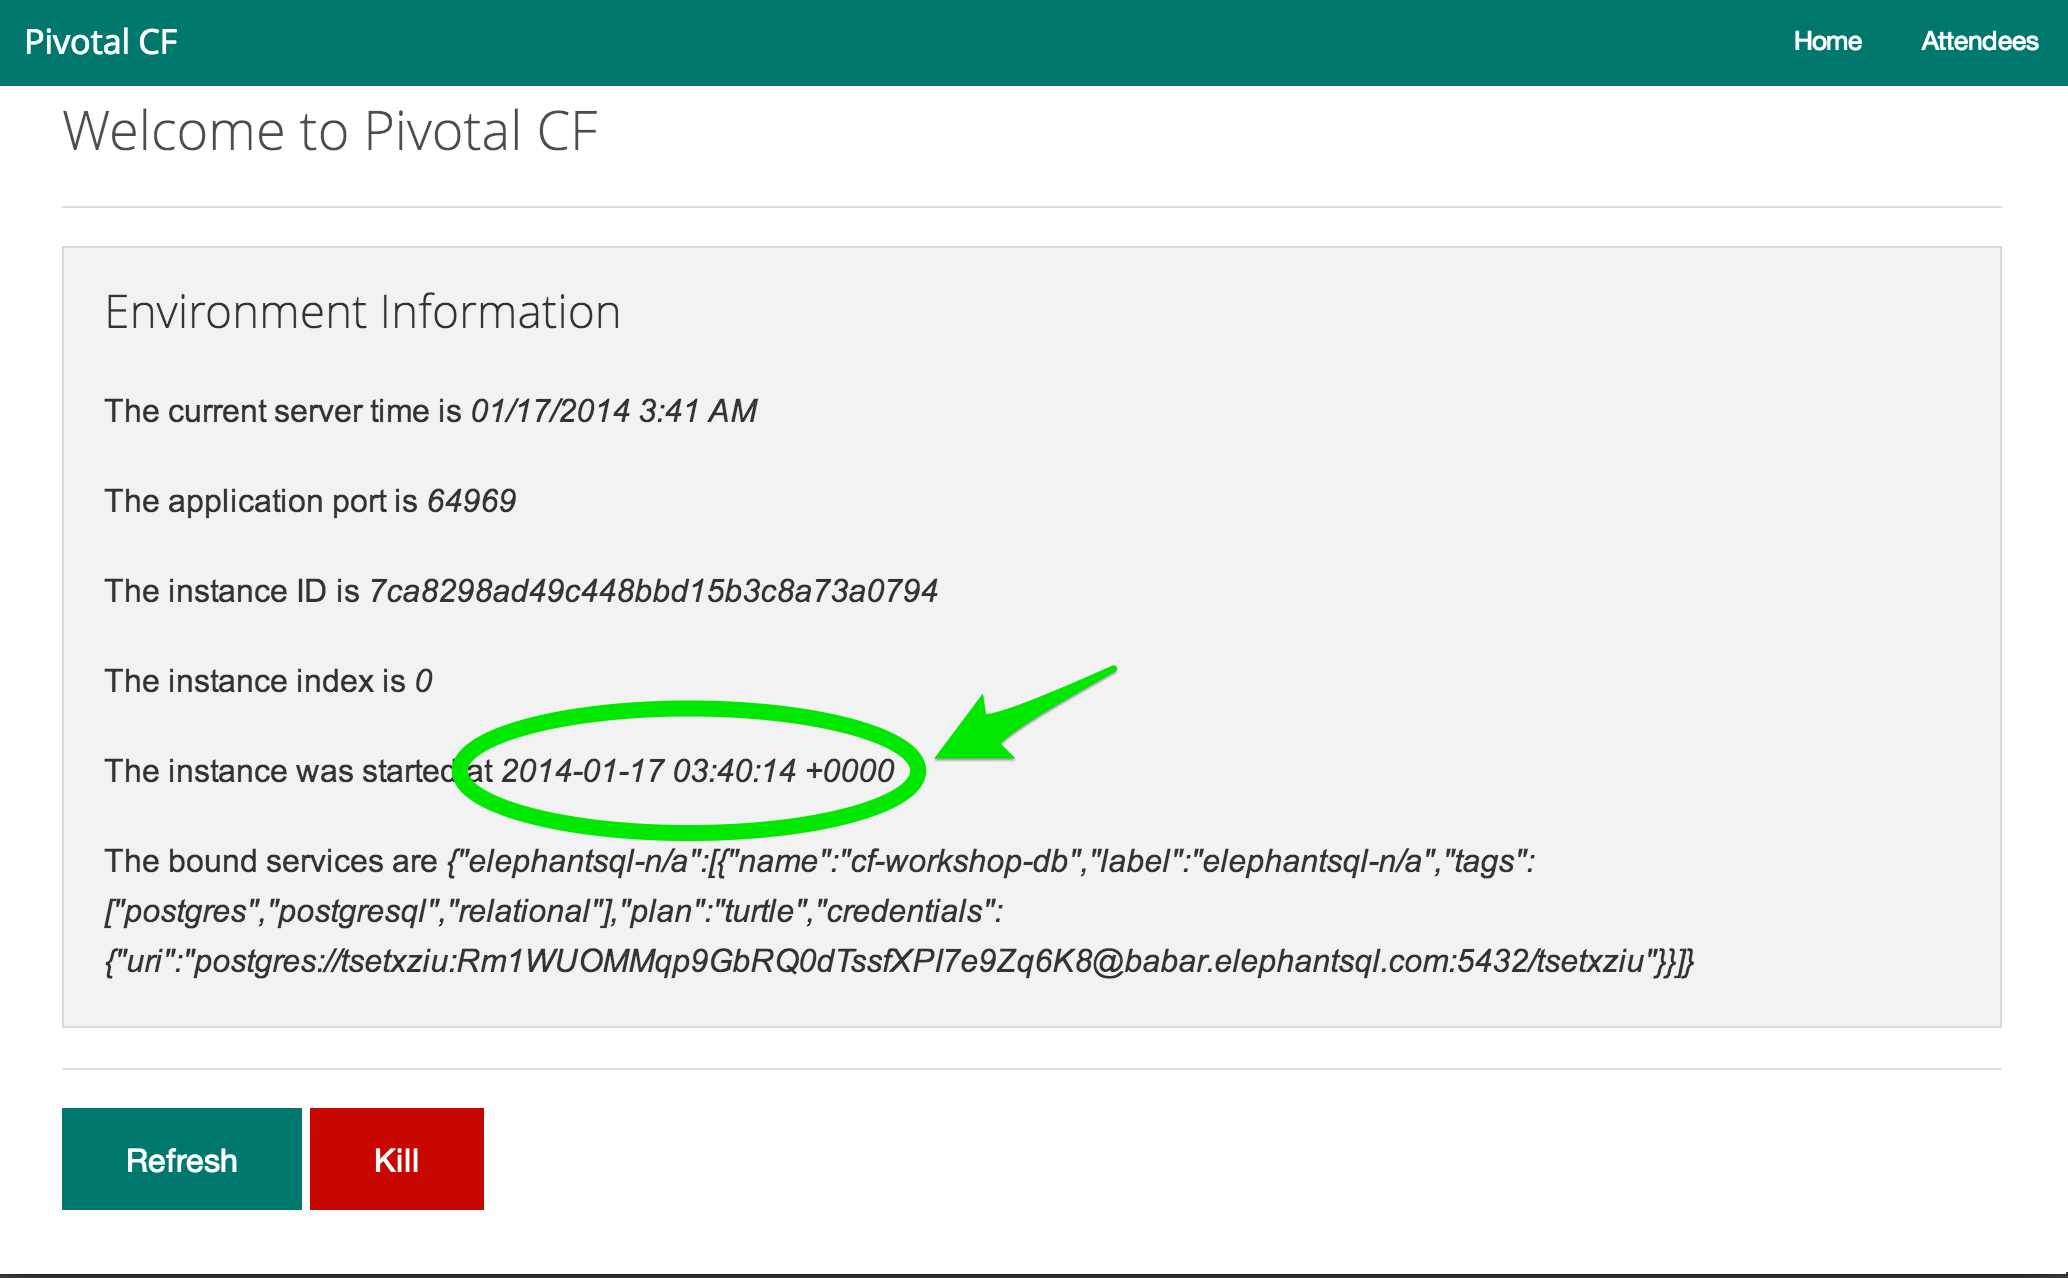 Pivotal CF
Home
Attendees
Welcome to Pivotal CF
Environment Information
The current server time is 01/17/2014 3:41 AM
The application port is 64969
The instance ID is 7ca8298ad49c448bbd15b3c8a73a0794
The instance index is 0
The instance was started at 2014-01-17 03:40:14 +0000
The bound services are {"elephantsql-n/a":[{"name":"cf-workshop-db","label":"elephantsql-n/a","tags":
["postgres","postgresql","relational"],"plan":"turtle","credentials":
{"uri":"postgres://tsetxziu:Rm1WUOMMqp9GbRQ0dTssfXPI7e9Zq6K8@babar.elephantsql.com:5432/tsetxziu"}}]}
Refresh
Kill